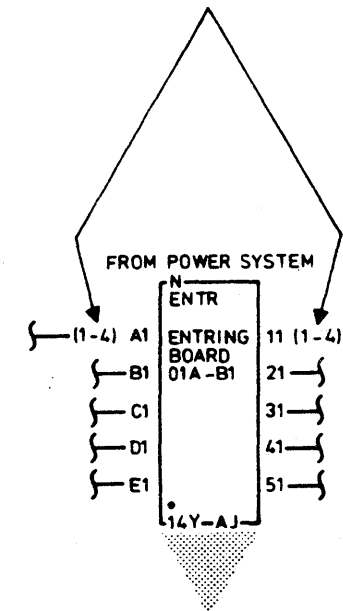 FROM POWER SYSTEM
N
ENTR
(1-4) A1 ENTRING 11 (1-4)
BOARD
B1 01A-B1 21
C1 31
D1 41
E1 51
14Y-AJ